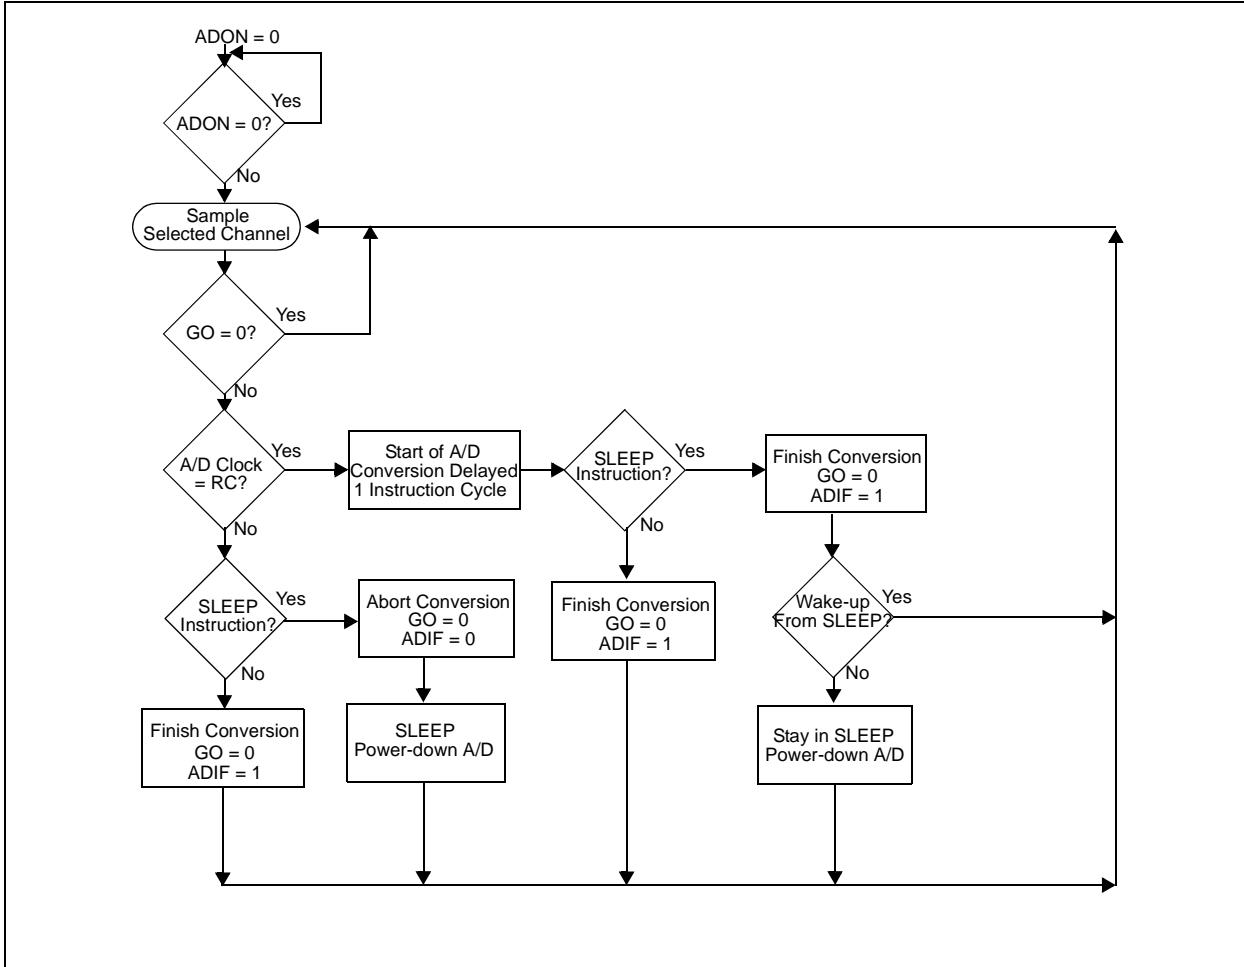 ADON = 0
Yes
ADON = 0?
No
Sample
Selected Channel
Yes
GO = 0?
No
Yes
A/D Clock
= RC?
No
Start of A/D
Conversion Delayed
1 Instruction Cycle
Yes
SLEEP
Instruction?
No
Finish Conversion
GO = 0
ADIF = 1
Yes
SLEEP
Instruction?
No
Abort Conversion
GO = 0
ADIF = 0
Finish Conversion
GO = 0
ADIF = 1
Wake-up
From SLEEP?
Yes
No
Finish Conversion
GO = 0
ADIF = 1
SLEEP
Power-down A/D
Stay in SLEEP
Power-down A/D